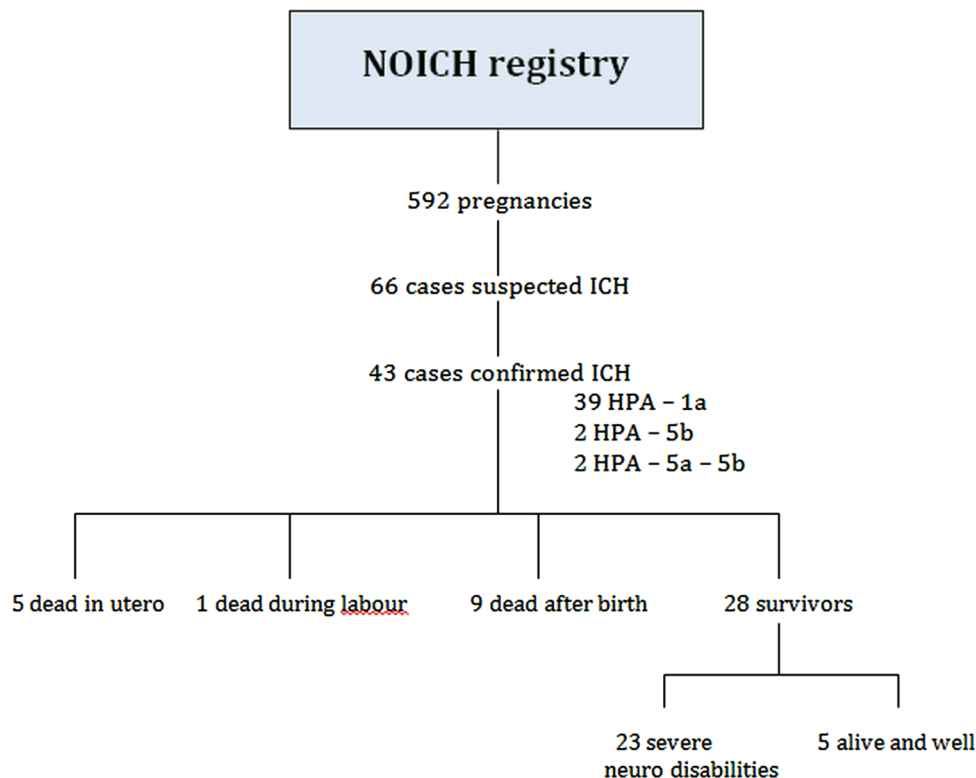 NOICH registry
592 pregnancies
66 cases suspected ICH
43 cases confirmed ICH
39 HPA – 1a
2 HPA – 5b
2 HPA – 5a – 5b
5 dead in utero
1 dead during labour
9 dead after birth
28 survivors
23 severe
neuro disabilities
5 alive and well